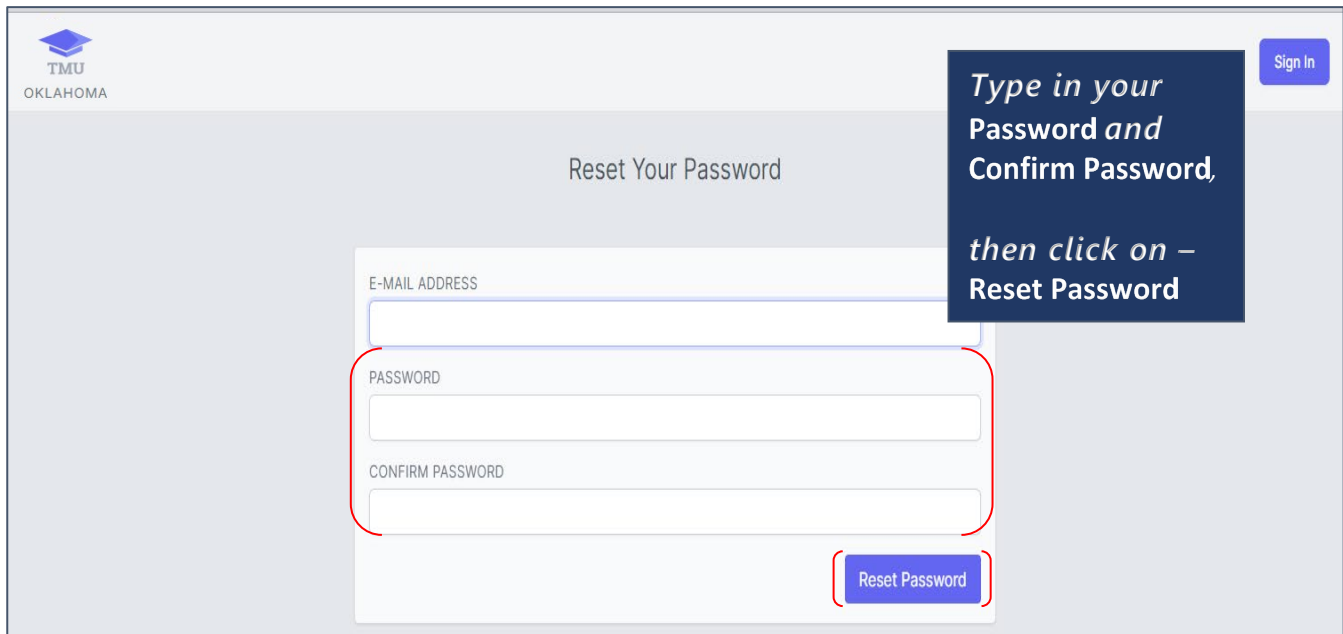 TMU
OKLAHOMA
Sign In
Type in your
Password and
Confirm Password,
then click on –
Reset Password
Reset Your Password
E-MAIL ADDRESS
PASSWORD
CONFIRM PASSWORD
Reset Password